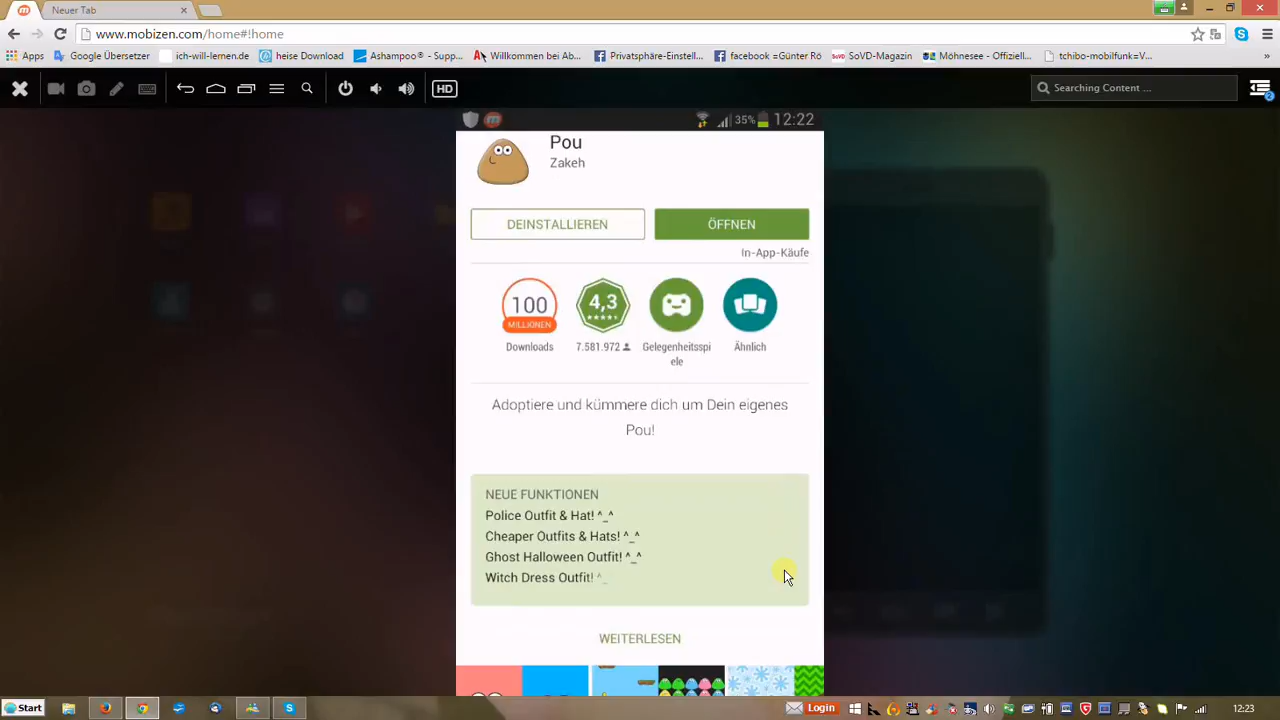 Neuer Tab
www.mobizen.com/home#!home
Apps
Google Übersetzer
ich-will-lernen.de
heise Download
Ashampoo® - Supp...
Willkommen bei Ab...
Privatsphäre-Einstell...
facebook =Günter Rö
SoVD-Magazin
Möhnesee - Offiziell...
tchibo-mobilfunk=V...
HD
Searching Content ...
2
35%
12:22
Pou
Zakeh
DEINSTALLIEREN
ÖFFNEN
In-App-Käufe
100
MILLIONEN
4,3
Downloads
7.581.972
Gelegenheitsspi
ele
Ähnlich
Adoptiere und kümmere dich um Dein eigenes
Pou!
NEUE FUNKTIONEN
Police Outfit & Hat! ^_^
Cheaper Outfits & Hats! ^_^
Ghost Halloween Outfit! ^_^
Witch Dress Outfit! ^_
WEITERLESEN
Start
Login
12:23